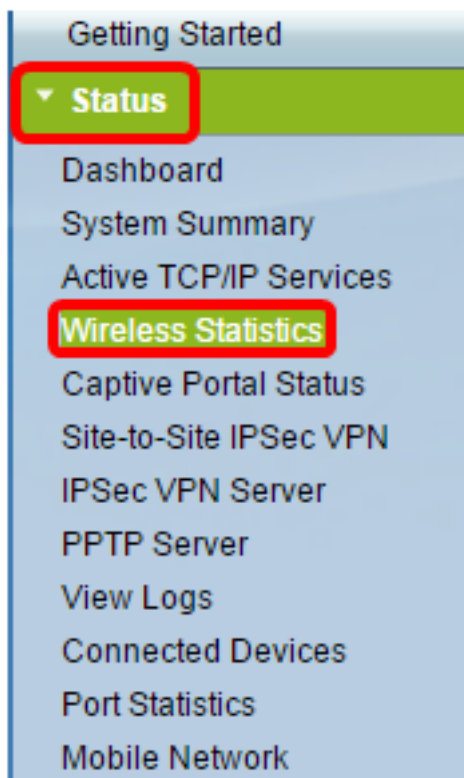 Getting Started
Status
Dashboard
System Summary
Active TCP/IP Services
Wireless Statistics
Captive Portal Status
Site-to-Site IPSec VPN
IPSec VPN Server
PPTP Server
View Logs
Connected Devices
Port Statistics
Mobile Network